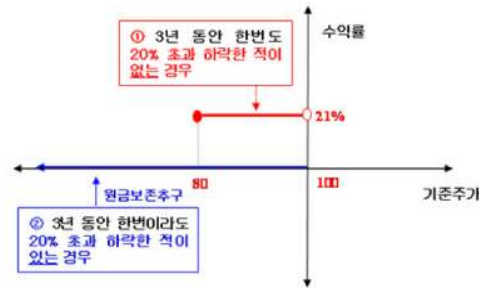 ① 3년 동안 한번도
20% 초과 하락한 적이
없는 경우
수익률
21%
80
100
기준주가
원금보존추구
② 3년 동안 한번이라도
20% 초과 하락한 적이
있는 경우